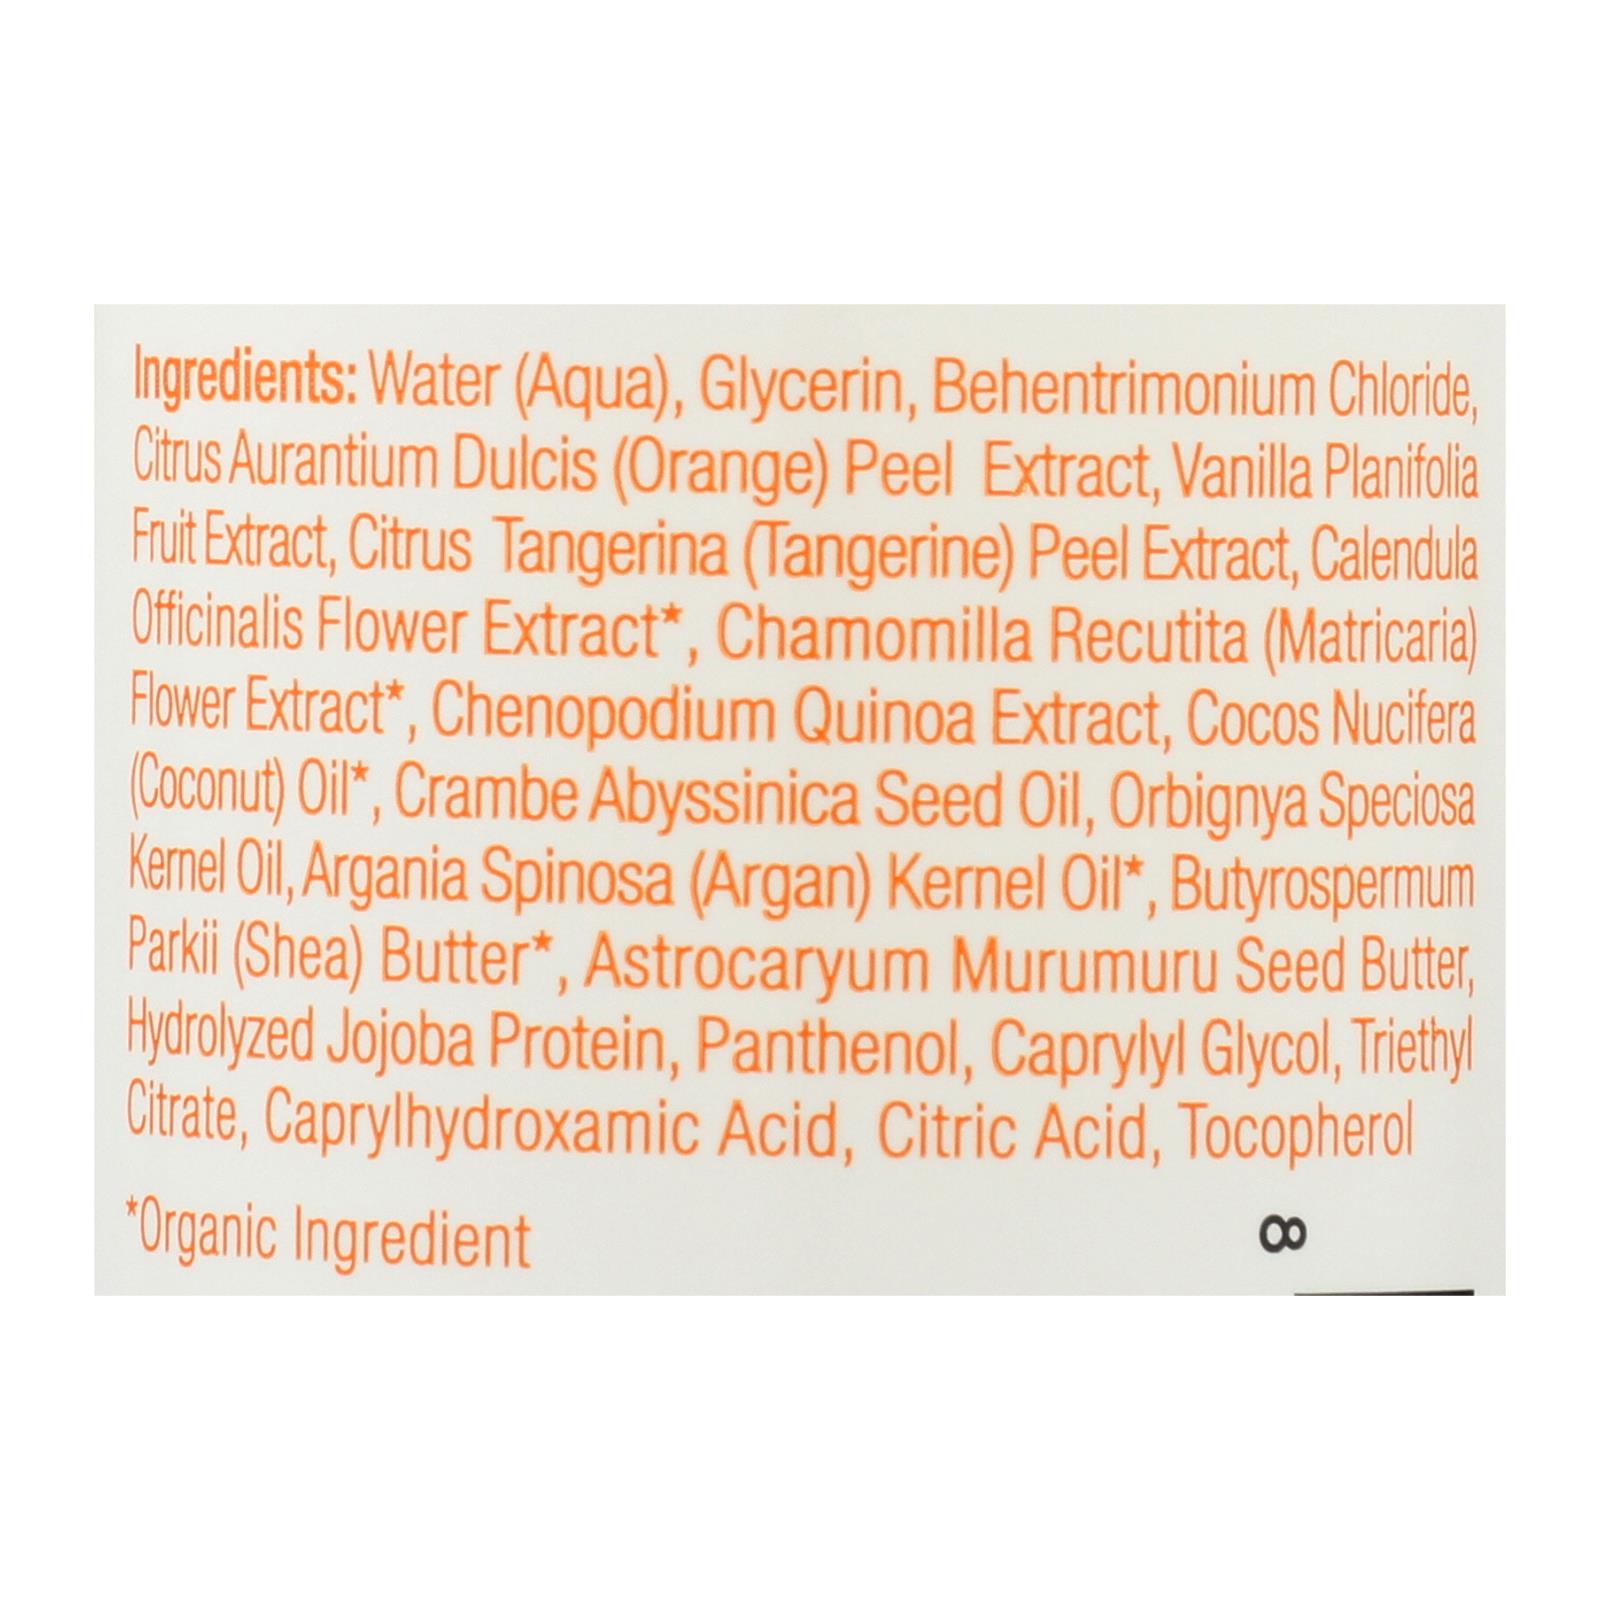 Ingredients: Water (Aqua), Glycerin, Behentrimonium Chloride,
Citrus Aurantium Dulcis (Orange) Peel Extract, Vanilla Planifolia
Fruit Extract, Citrus Tangerina (Tangerine) Peel Extract, Calendula
Officinalis Flower Extract*, Chamomilla Recutita (Matricaria)
Flower Extract*, Chenopodium Quinoa Extract, Cocos Nucifera
(Coconut) Oil*, Crambe Abyssinica Seed Oil, Orbignya Speciosa
Kernel Oil, Argania Spinosa (Argan) Kernel Oil*, Butyrospermum
Parkii (Shea) Butter*, Astrocaryum Murumuru Seed Butter,
Hydrolyzed Jojoba Protein, Panthenol, Caprylyl Glycol, Triethyl
Citrate, Caprylhydroxamic Acid, Citric Acid, Tocopherol
*Organic Ingredient
8